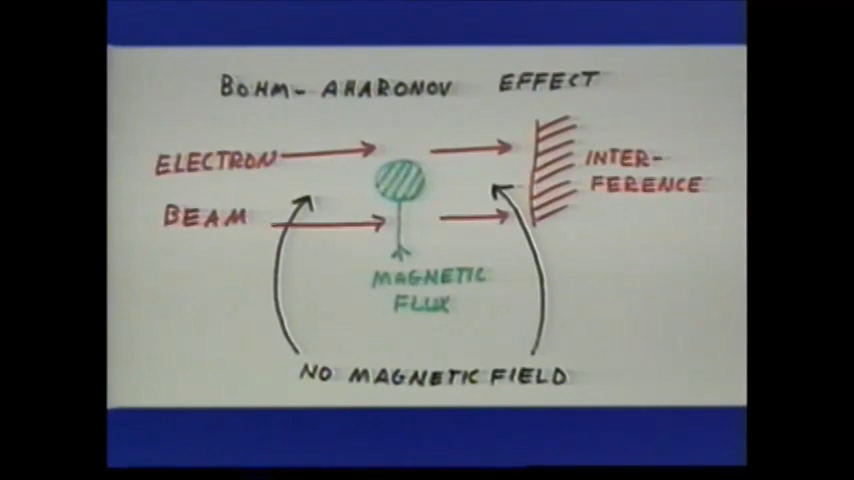 BOHM-AHARONOV EFFECT
ELECTRON
BEAM
INTER-
FERENCE
MAGNETIC
FLUX
NO MAGNETIC FIELD